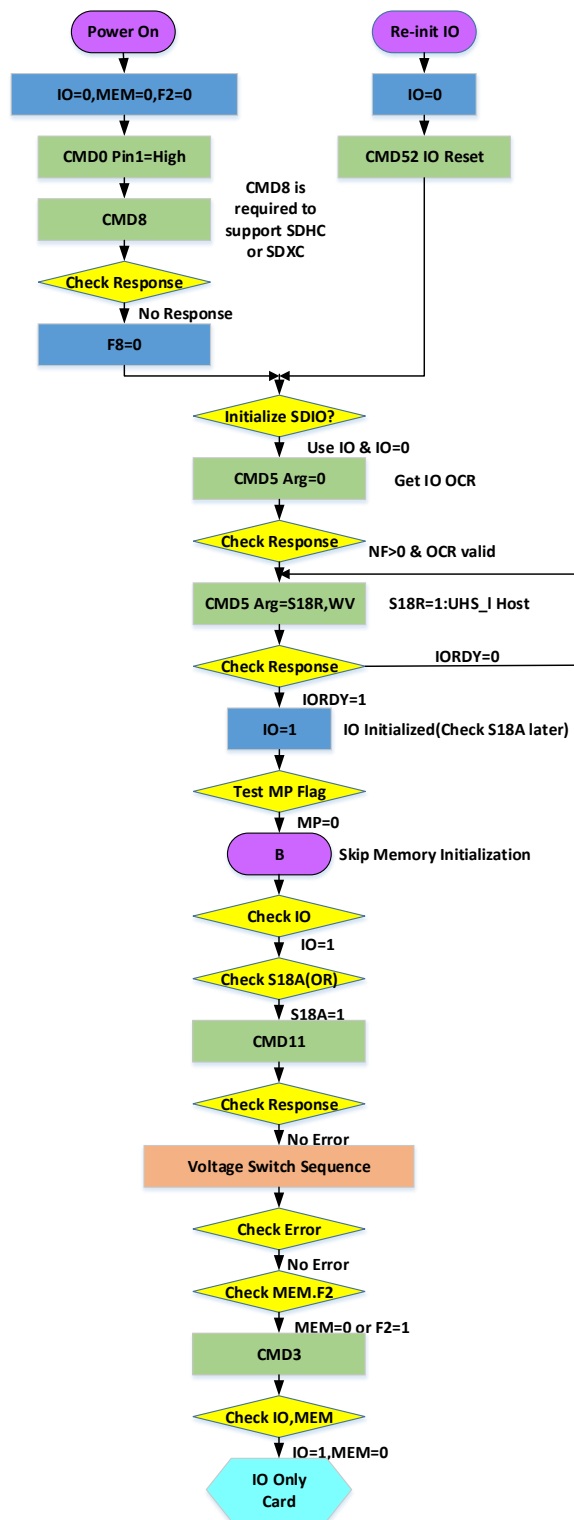 Power On
Re-init IO
IO=0,MEM=0,F2=0
IO=0
CMD0 Pin1=High
CMD52 IO Reset
CMD8 is
required to
support SDHC
or SDXC
CMD8
Check Response
No Response
F8=0
Initialize SDIO?
Use IO & IO=0
CMD5 Arg=0
Get IO OCR
Check Response
NF>0 & OCR valid
CMD5 Arg=S18R,WV
S18R=1:UHS_l Host
Check Response
IORDY=0
IORDY=1
IO=1
IO Initialized(Check S18A later)
Test MP Flag
MP=0
B
Skip Memory Initialization
Check IO
IO=1
Check S18A(OR)
S18A=1
CMD11
Check Response
No Error
Voltage Switch Sequence
Check Error
No Error
Check MEM.F2
MEM=0 or F2=1
CMD3
Check IO,MEM
IO=1,MEM=0
IO Only
Card